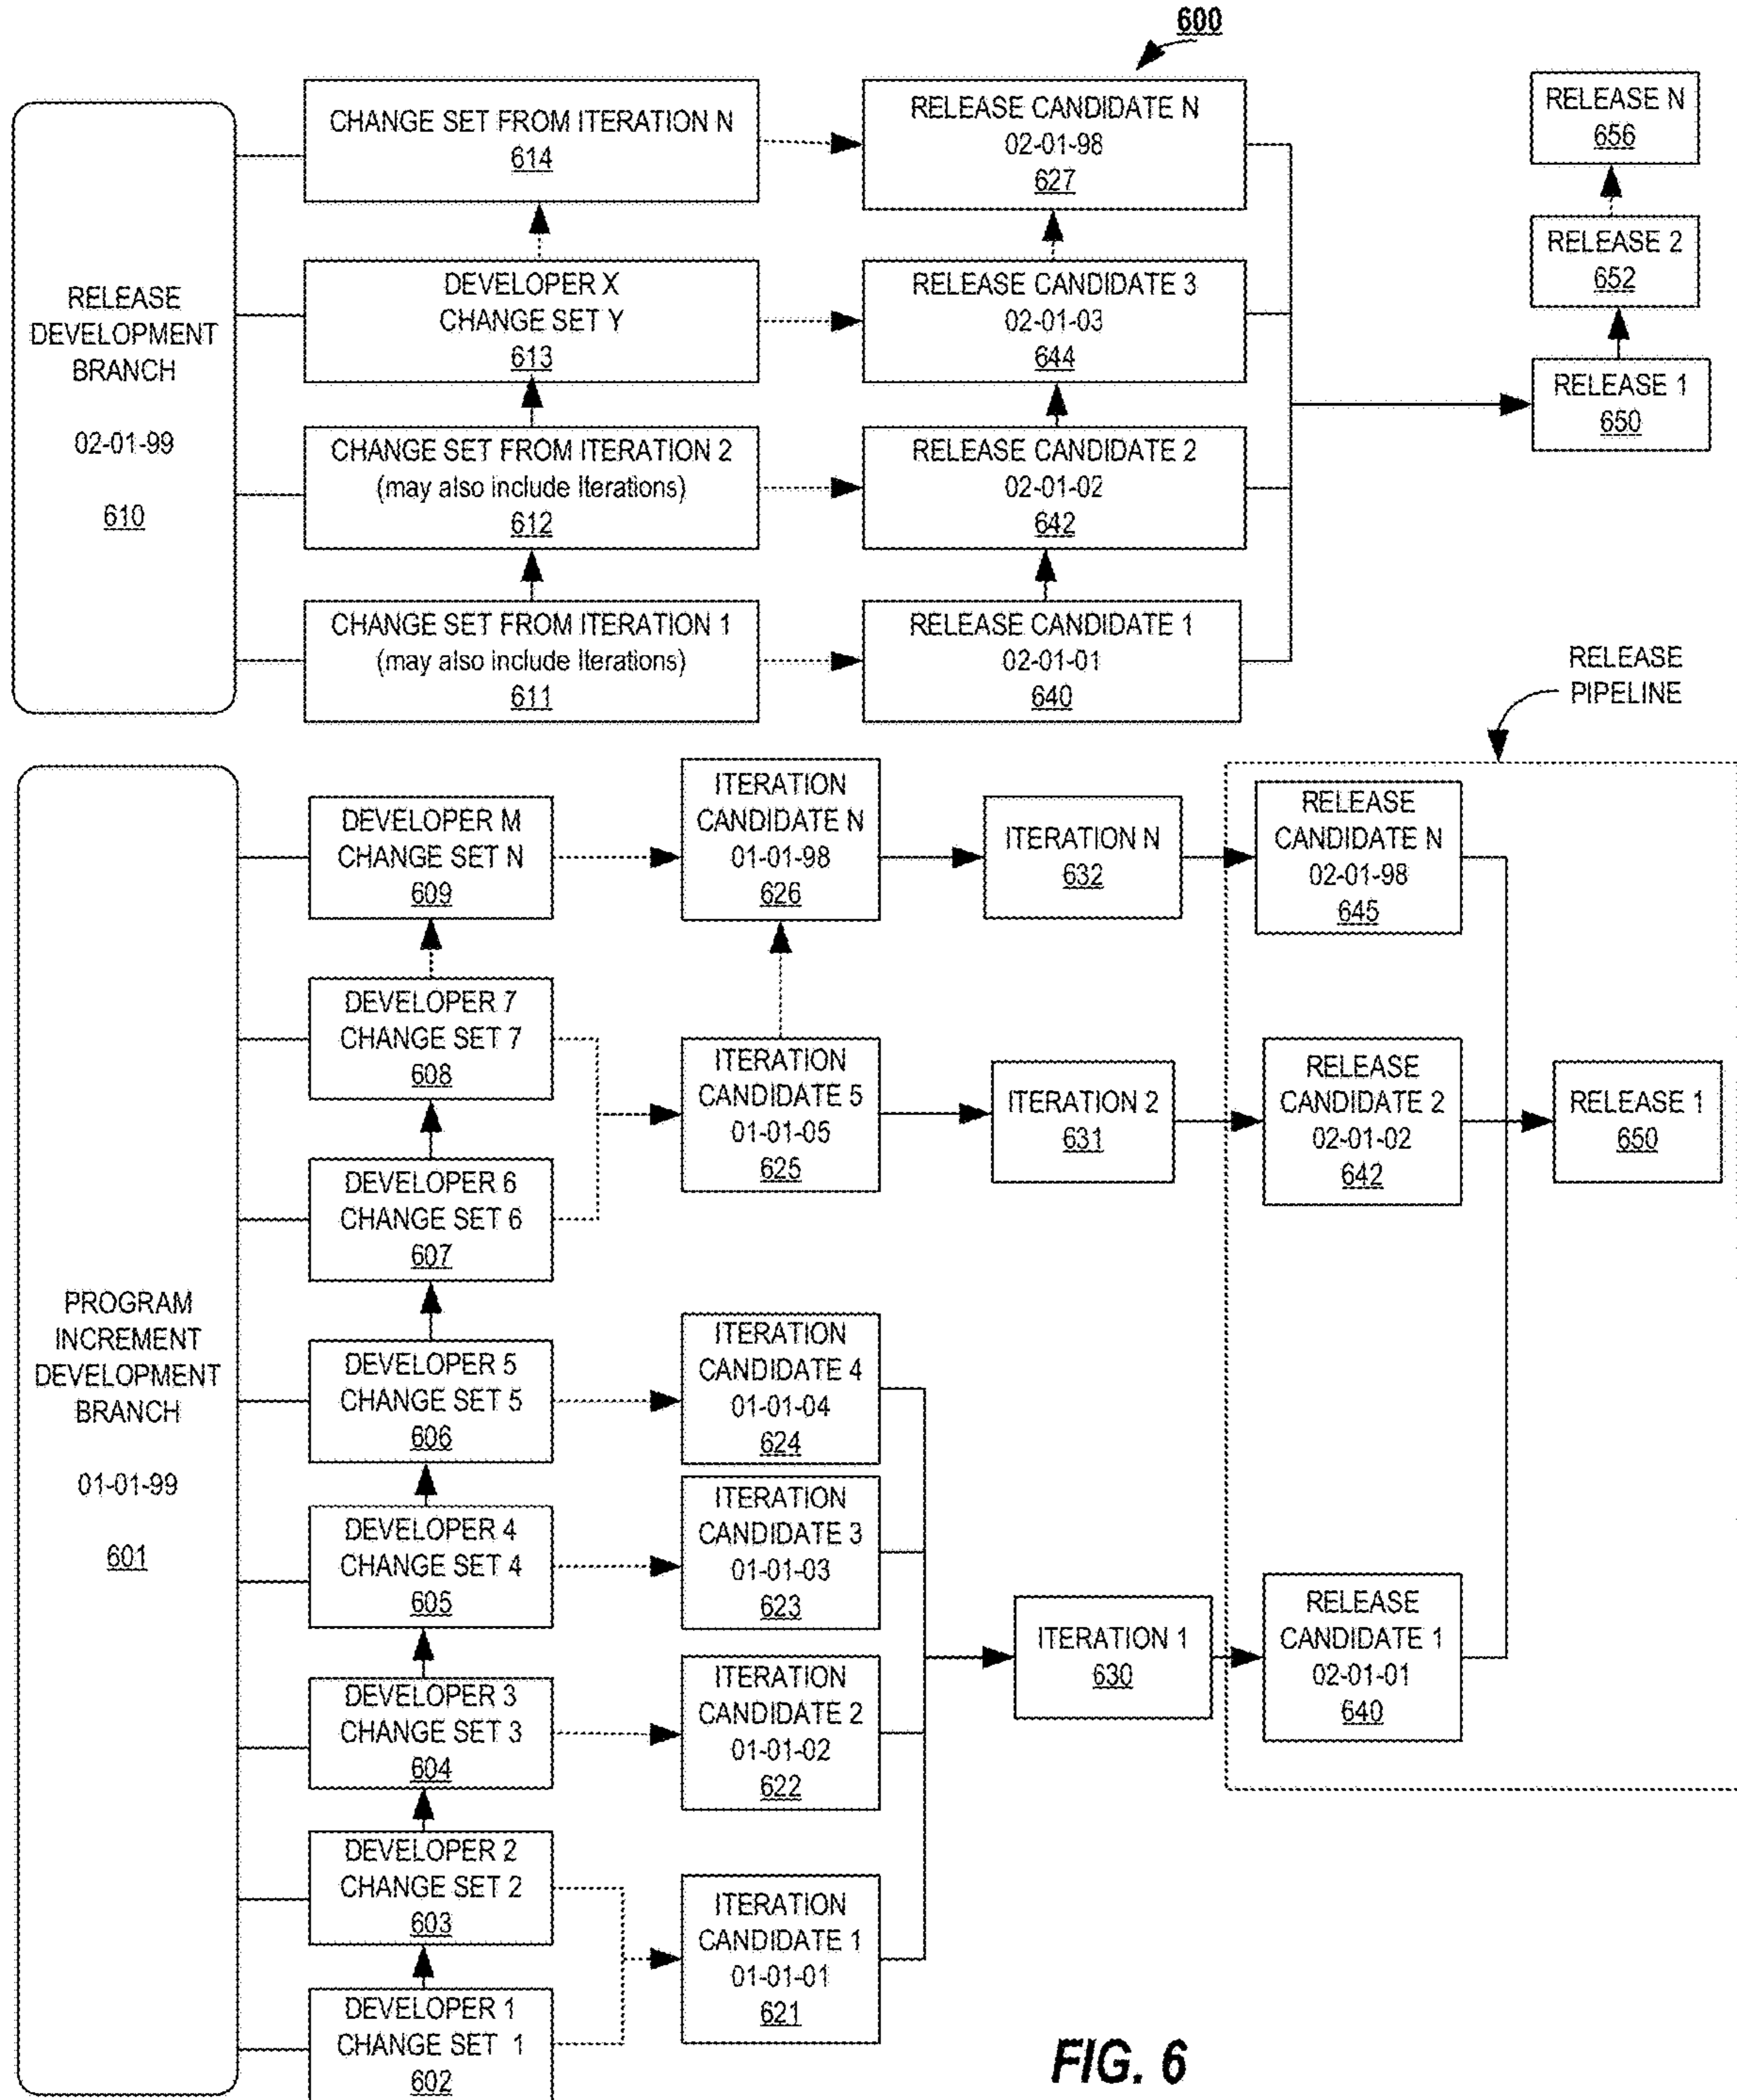 600
RELEASE
DEVELOPMENT
BRANCH
02-01-99
610
CHANGE SET FROM ITERATION N
614
DEVELOPER X
CHANGE SET Y
613
CHANGE SET FROM ITERATION 2
(may also include Iterations)
612
CHANGE SET FROM ITERATION 1
(may also include Iterations)
611
RELEASE CANDIDATE N
02-01-98
627
RELEASE CANDIDATE 3
02-01-03
644
RELEASE CANDIDATE 2
02-01-02
642
RELEASE CANDIDATE 1
02-01-01
640
RELEASE N
656
RELEASE 2
652
RELEASE 1
650
RELEASE
PIPELINE
PROGRAM
INCREMENT
DEVELOPMENT
BRANCH
01-01-99
601
DEVELOPER M
CHANGE SET N
609
DEVELOPER 7
CHANGE SET 7
608
DEVELOPER 6
CHANGE SET 6
607
DEVELOPER 5
CHANGE SET 5
606
DEVELOPER 4
CHANGE SET 4
605
DEVELOPER 3
CHANGE SET 3
604
DEVELOPER 2
CHANGE SET 2
603
DEVELOPER 1
CHANGE SET 1
602
ITERATION
CANDIDATE N
01-01-98
626
ITERATION
CANDIDATE 5
01-01-05
625
ITERATION
CANDIDATE 4
01-01-04
624
ITERATION
CANDIDATE 3
01-01-03
623
ITERATION
CANDIDATE 2
01-01-02
622
ITERATION
CANDIDATE 1
01-01-01
621
ITERATION N
632
ITERATION 2
631
ITERATION 1
630
RELEASE
CANDIDATE N
02-01-98
645
RELEASE
CANDIDATE 2
02-01-02
642
RELEASE
CANDIDATE 1
02-01-01
640
RELEASE 1
650
FIG. 6